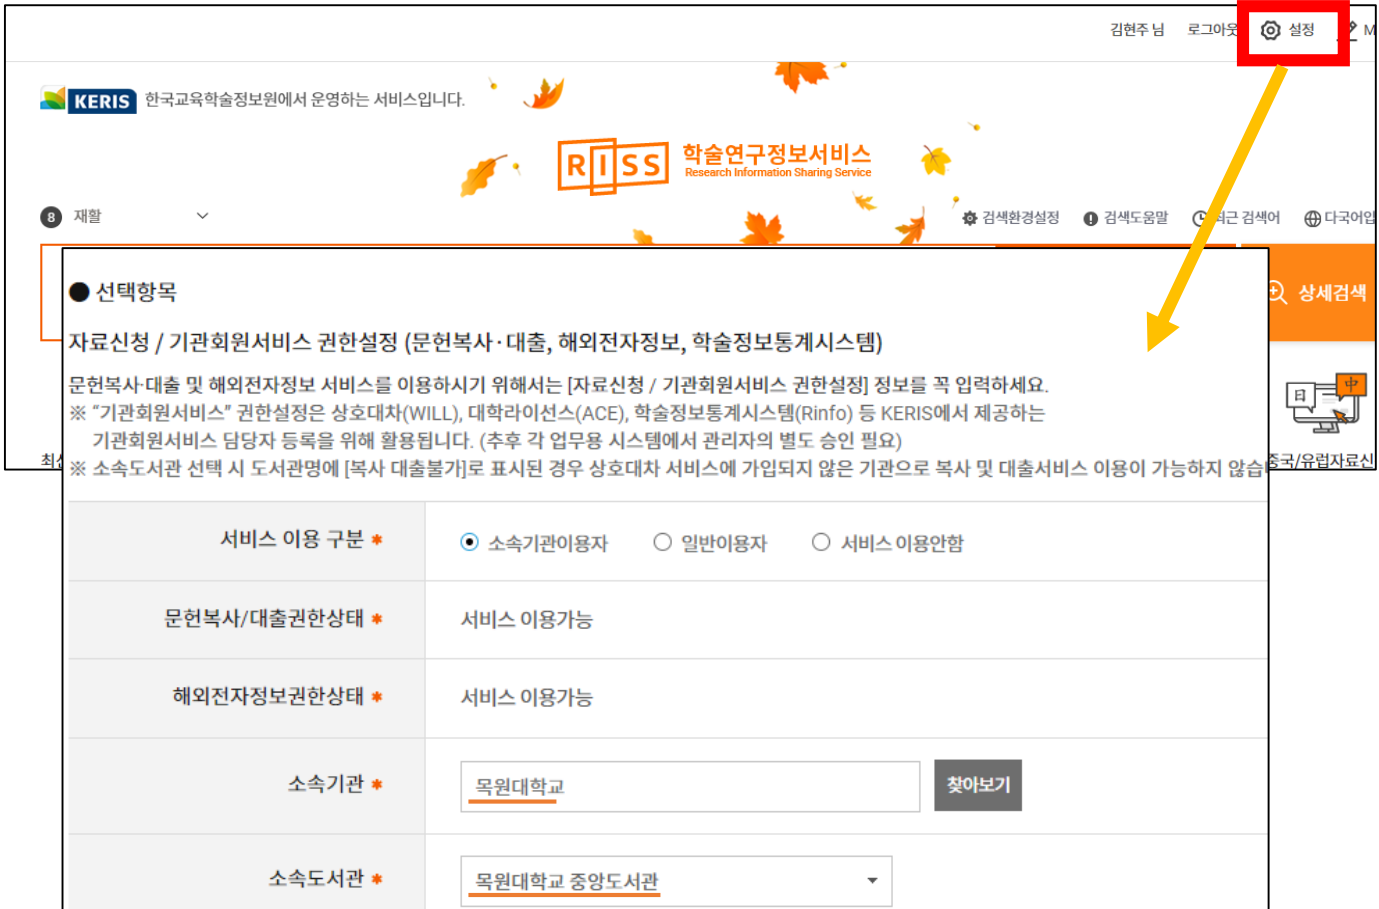 김현주 님 로그아웃 설정 M
KERIS 한국교육학술정보원에서 운영하는 서비스입니다.
RISS 학술연구정보서비스
Research Information Sharing Service
8 재활
검색환경설정 검색도움말 최근 검색어 다국어입
상세검색
日 中
최신
중국/유럽자료신
● 선택항목
자료신청 / 기관회원서비스 권한설정 (문헌복사·대출, 해외전자정보, 학술정보통계시스템)
문헌복사·대출 및 해외전자정보 서비스를 이용하시기 위해서는 [자료신청 / 기관회원서비스 권한설정] 정보를 꼭 입력하세요.
※ “기관회원서비스” 권한설정은 상호대차(WILL), 대학라이선스(ACE), 학술정보통계시스템(Rinfo) 등 KERIS에서 제공하는
기관회원서비스 담당자 등록을 위해 활용됩니다. (추후 각 업무용 시스템에서 관리자의 별도 승인 필요)
※ 소속도서관 선택 시 도서관명에 [복사 대출불가]로 표시된 경우 상호대차 서비스에 가입되지 않은 기관으로 복사 및 대출서비스 이용이 가능하지 않습
서비스 이용 구분 * 소속기관이용자 일반이용자 서비스 이용안함
문헌복사/대출권한상태 * 서비스 이용가능
해외전자정보권한상태 * 서비스 이용가능
소속기관 * 목원대학교 찾아보기
소속도서관 * 목원대학교 중앙도서관